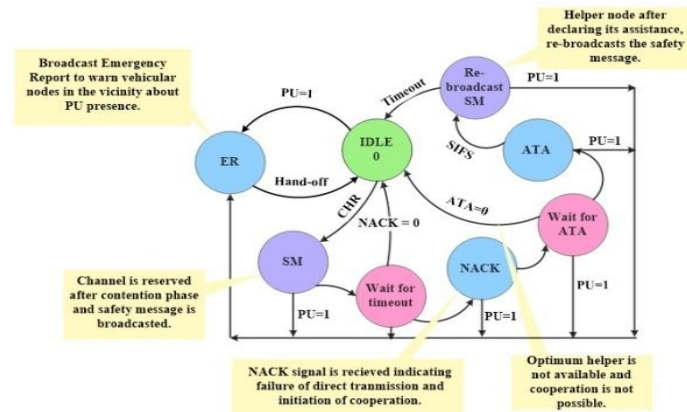 Helper node after
declaring its assistance,
re-broadcasts the safety
message.
Broadcast Emergency
Report to warn vehicular
nodes in the vicinity about
PU presence.
PU=1
Timeout
Re-
broadcast
SM
PU=1
ER
IDLE
0
SIFS
ATA
PU=1
Hand-off
CHR
NACK = 0
ATA=0
Wait for
ATA
SM
Wait for
timeout
NACK
PU=1
PU=1
PU=1
Channel is reserved
after contention phase
and safety message is
broadcasted.
NACK signal is recieved indicating
failure of direct tranmission and
initiation of cooperation.
Optimum helper is
not available and
cooperation is not
possible.